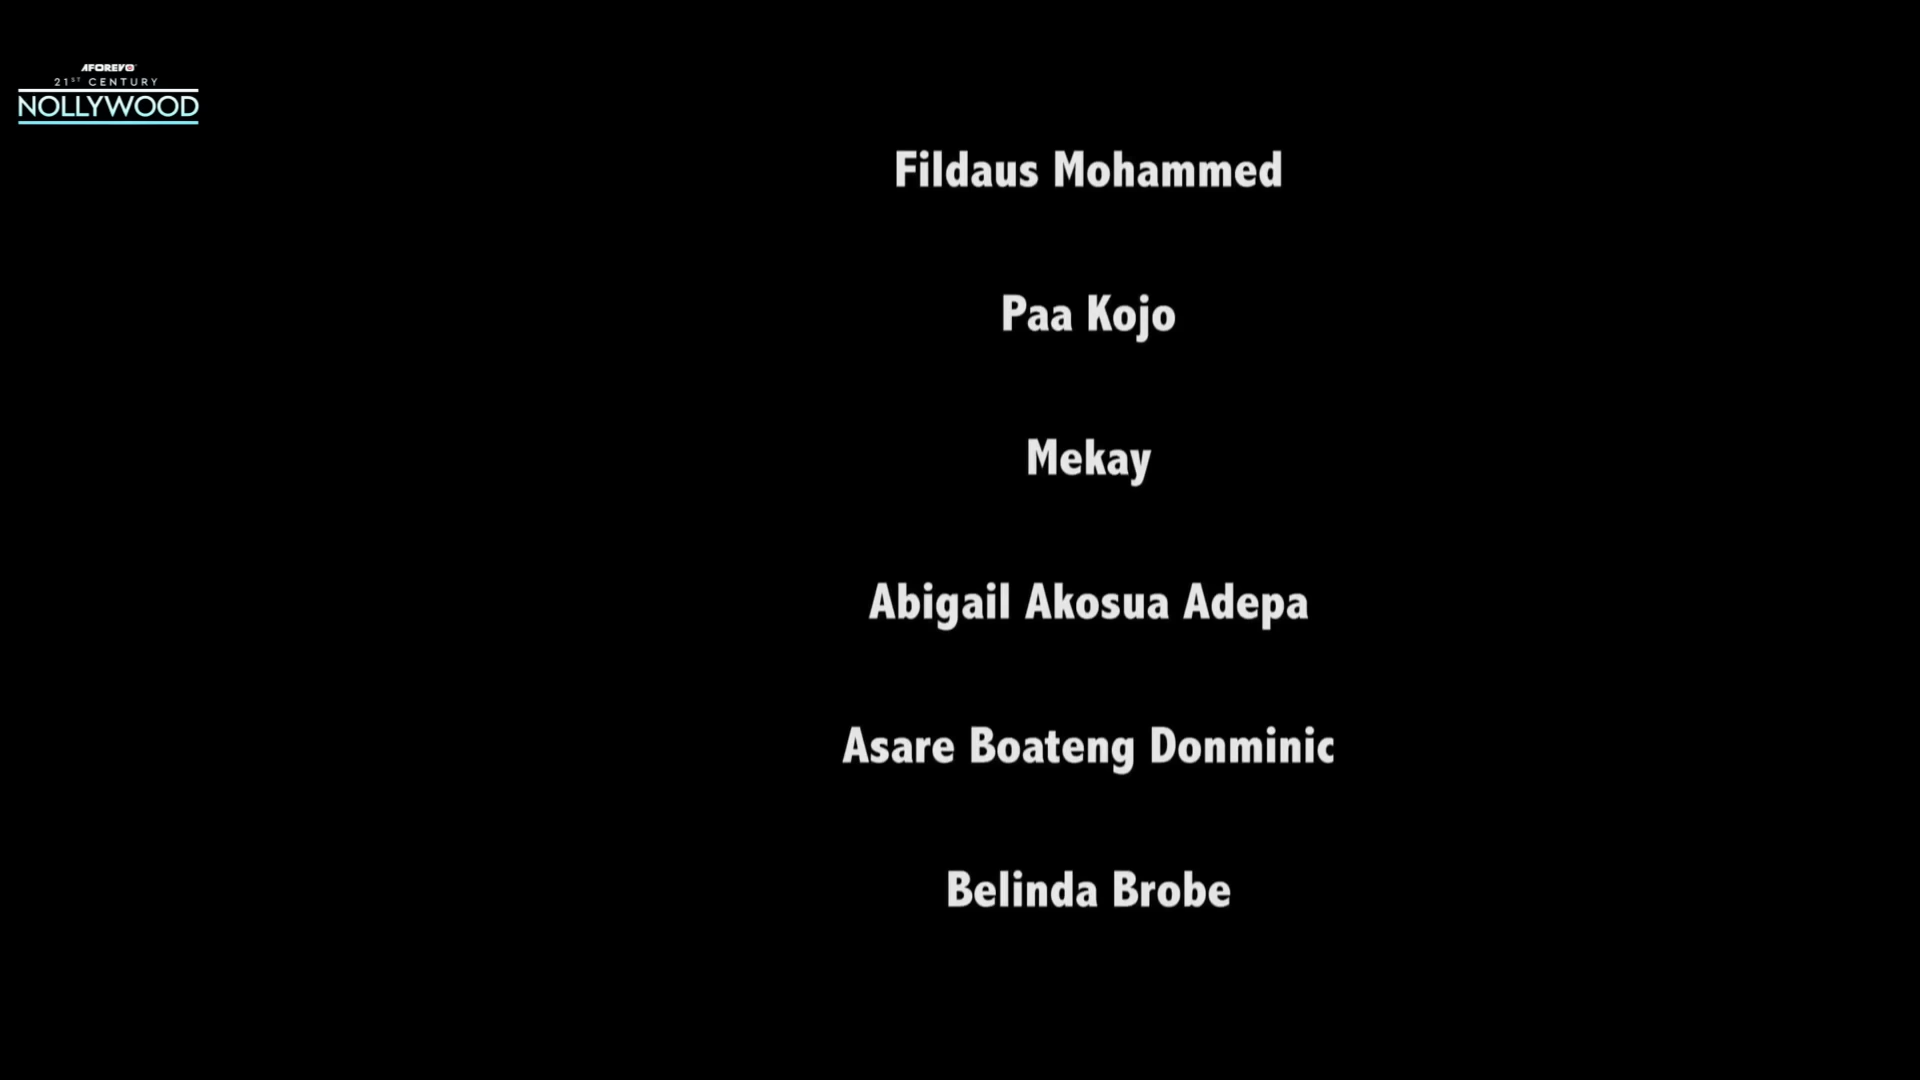 AFOREVO
21ST CENTURY
NOLLYWOOD
Fildaus Mohammed
Paa Kojo
Mekay
Abigail Akosua Adepa
Asare Boateng Donminic
Belinda Brobe